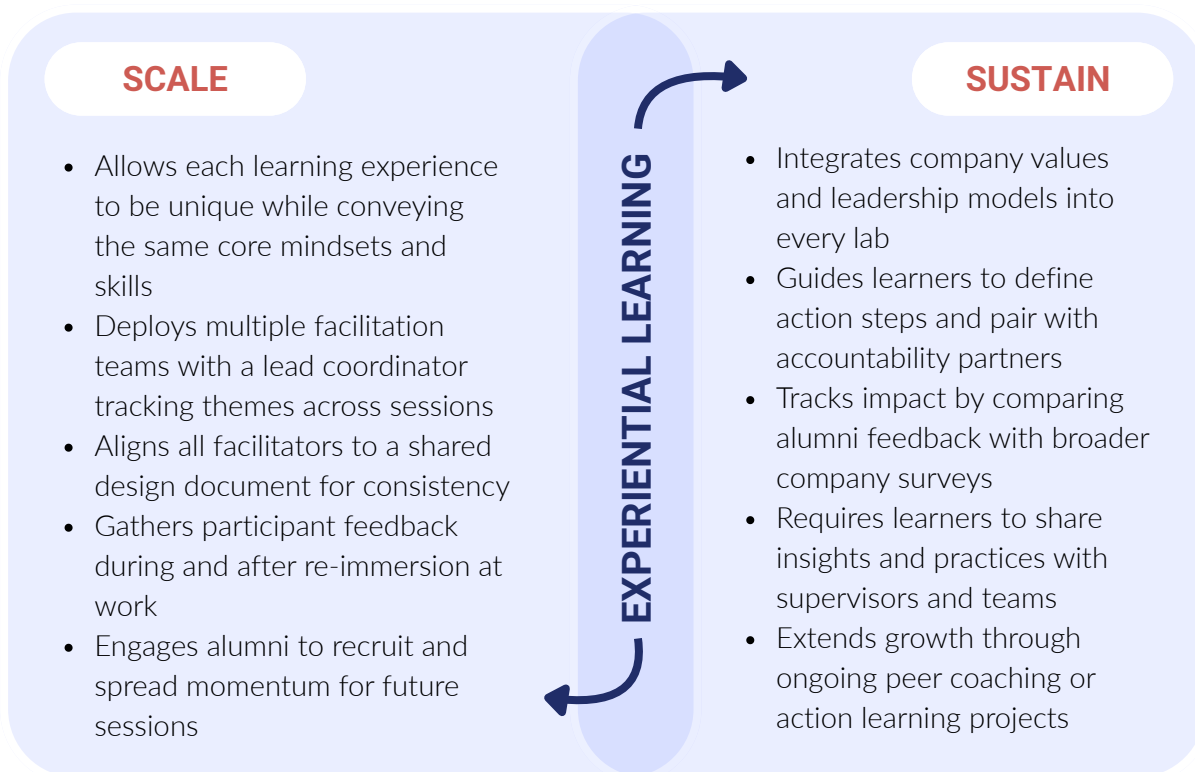 SCALE
• Allows each learning experience
to be unique while conveying
the same core mindsets and
skills
• Deploys multiple facilitation
teams with a lead coordinator
tracking themes across sessions
• Aligns all facilitators to a shared
design document for consistency
• Gathers participant feedback
during and after re-immersion at
work
• Engages alumni to recruit and
spread momentum for future
sessions
EXPERIENTIAL LEARNING
SUSTAIN
• Integrates company values
and leadership models into
every lab
• Guides learners to define
action steps and pair with
accountability partners
• Tracks impact by comparing
alumni feedback with broader
company surveys
• Requires learners to share
insights and practices with
supervisors and teams
• Extends growth through
ongoing peer coaching or
action learning projects